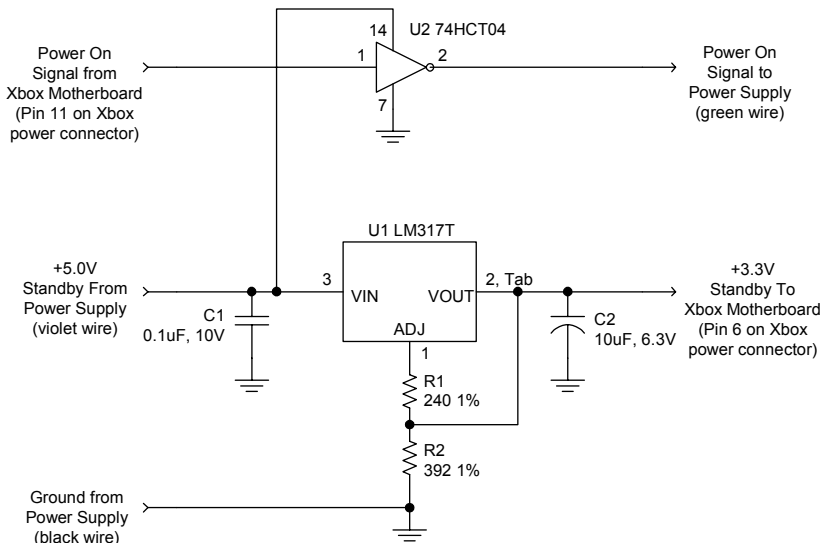 14
U2 74HCT04
1
2
7
Power On
Signal from
Xbox Motherboard
(Pin 11 on Xbox
power connector)
Power On
Signal to
Power Supply
(green wire)
U1 LM317T
+5.0V
Standby From
Power Supply
(violet wire)
3
VIN
VOUT
2, Tab
ADJ
1
C1
0.1uF, 10V
C2
10uF, 6.3V
+3.3V
Standby To
Xbox Motherboard
(Pin 6 on Xbox
power connector)
R1
240 1%
R2
392 1%
Ground from
Power Supply
(black wire)